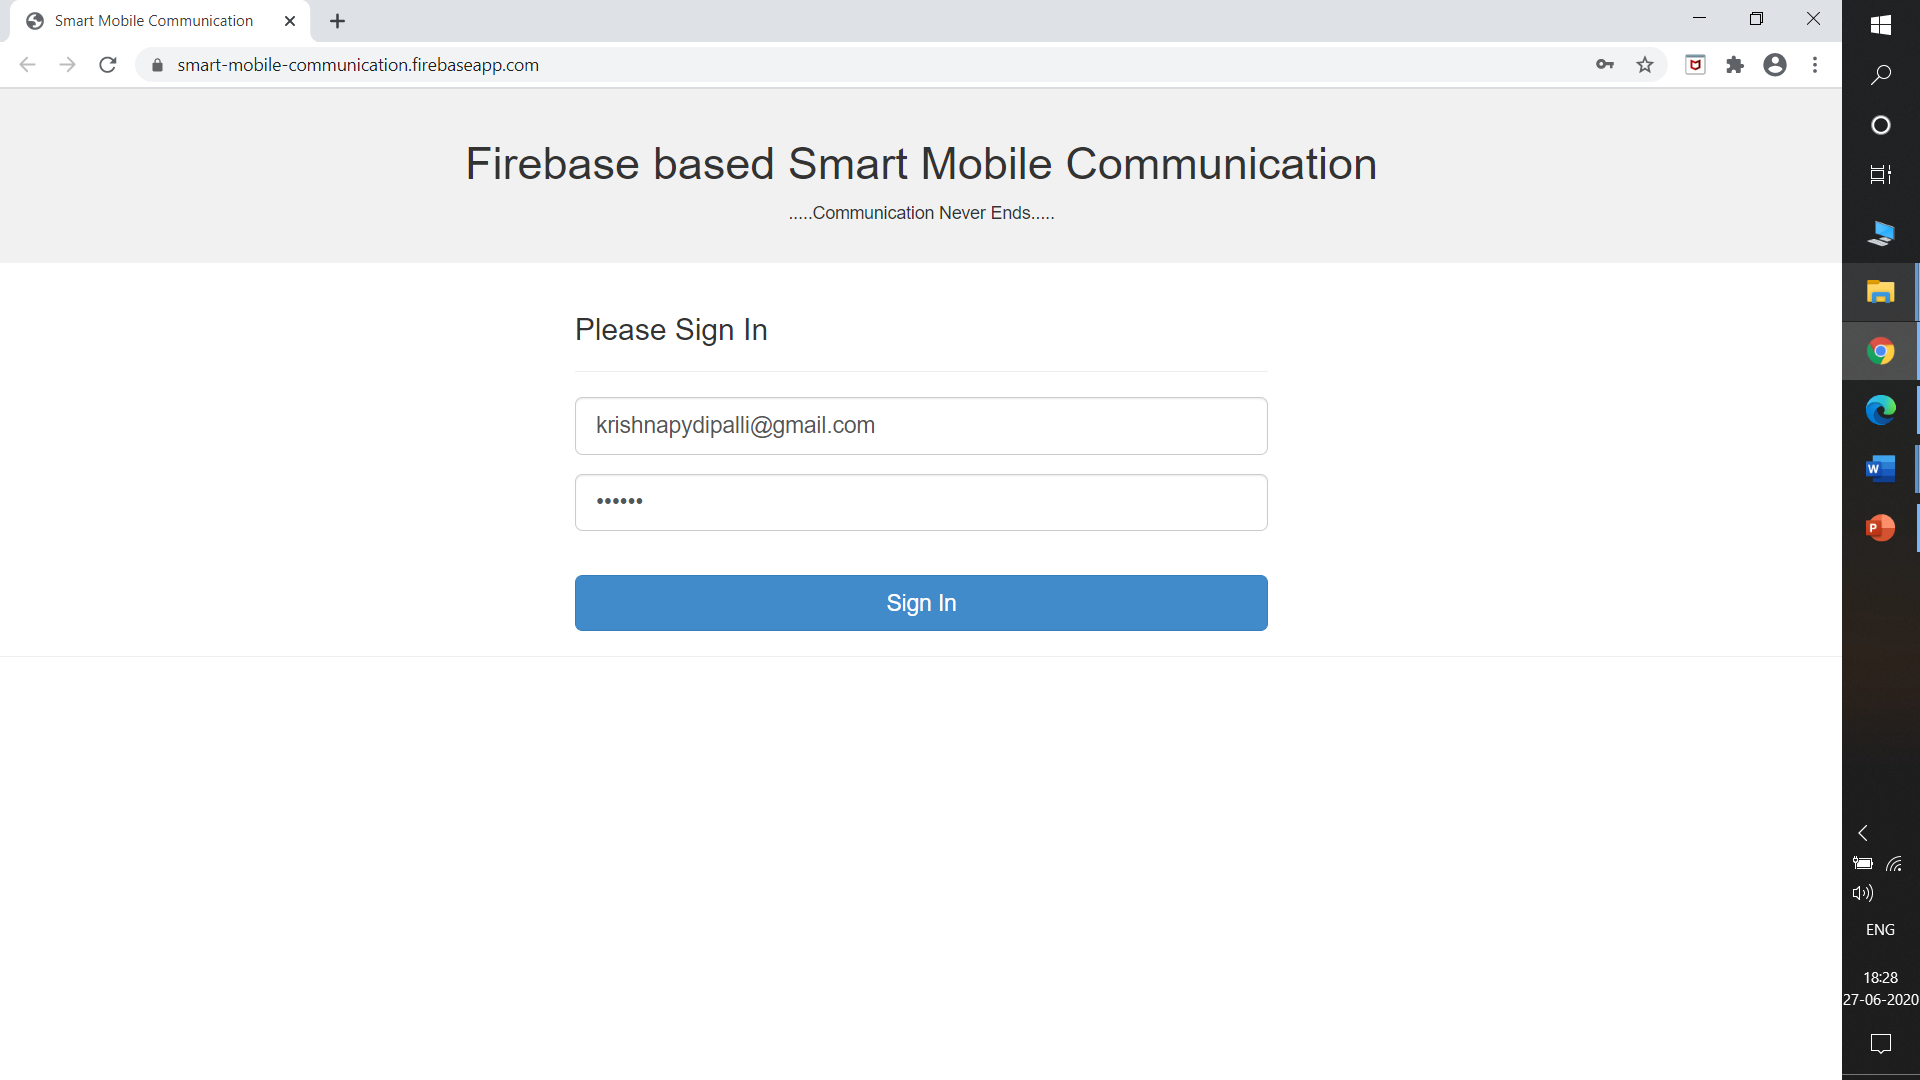 Smart Mobile Communication
smart-mobile-communication.firebaseapp.com
Firebase based Smart Mobile Communication
.....Communication Never Ends.....
Please Sign In
krishnapydipalli@gmail.com
••••••
Sign In
W
P
ENG
18:28
27-06-2020